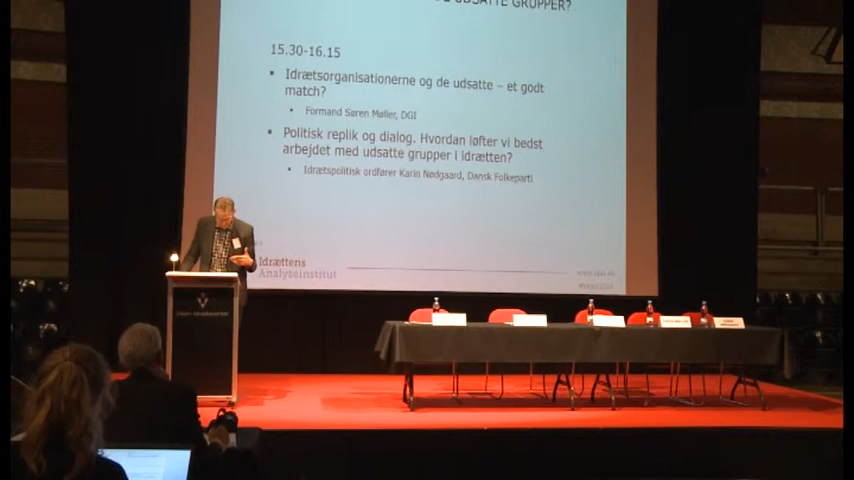 UDSATTE GRUPPER?
15.30-16.15
Idrætsorganisationerne og de udsatte – et godt
match?
Formand Søren Møller, DGI
Politisk replik og dialog. Hvordan løfter vi bedst
arbejdet med udsatte grupper i idrætten?
Idrætspolitisk ordfører Karin Nødgaard, Dansk Folkeparti
Idrættens
Analyseinstitut